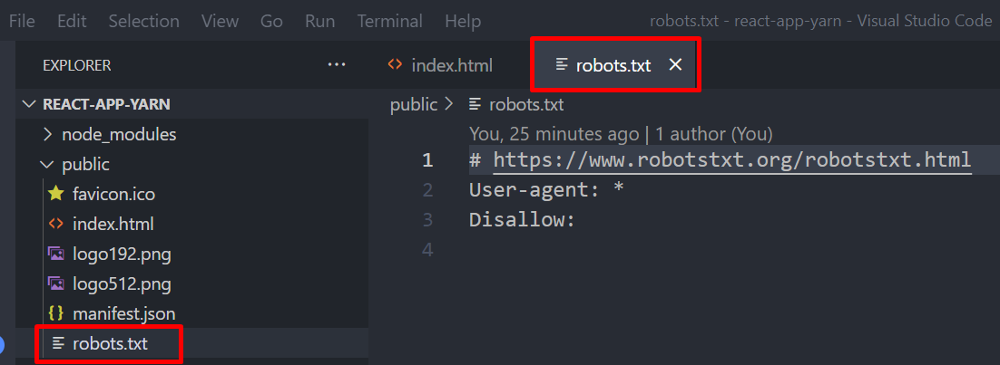 File Edit Selection View Go Run Terminal Help robots.txt - react-app-yarn - Visual Studio Code
EXPLORER ···
REACT-APP-YARN
node_modules
public
favicon.ico
index.html
logo192.png
logo512.png
manifest.json
robots.txt
index.html robots.txt
public > robots.txt
You, 25 minutes ago | 1 author (You)
1 # https://www.robotstxt.org/robotstxt.html
2 User-agent: *
3 Disallow:
4